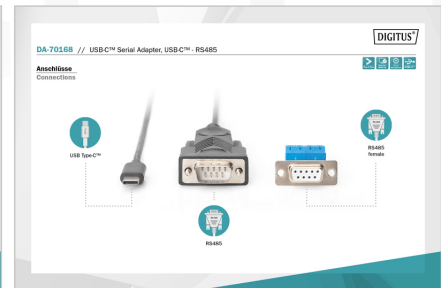 DIGITUS®
DA-70168 // USB-C™ Serial Adapter, USB-C™ - RS485
Anschlüsse
Connections
USB Type-C™
RS485
RS485
female